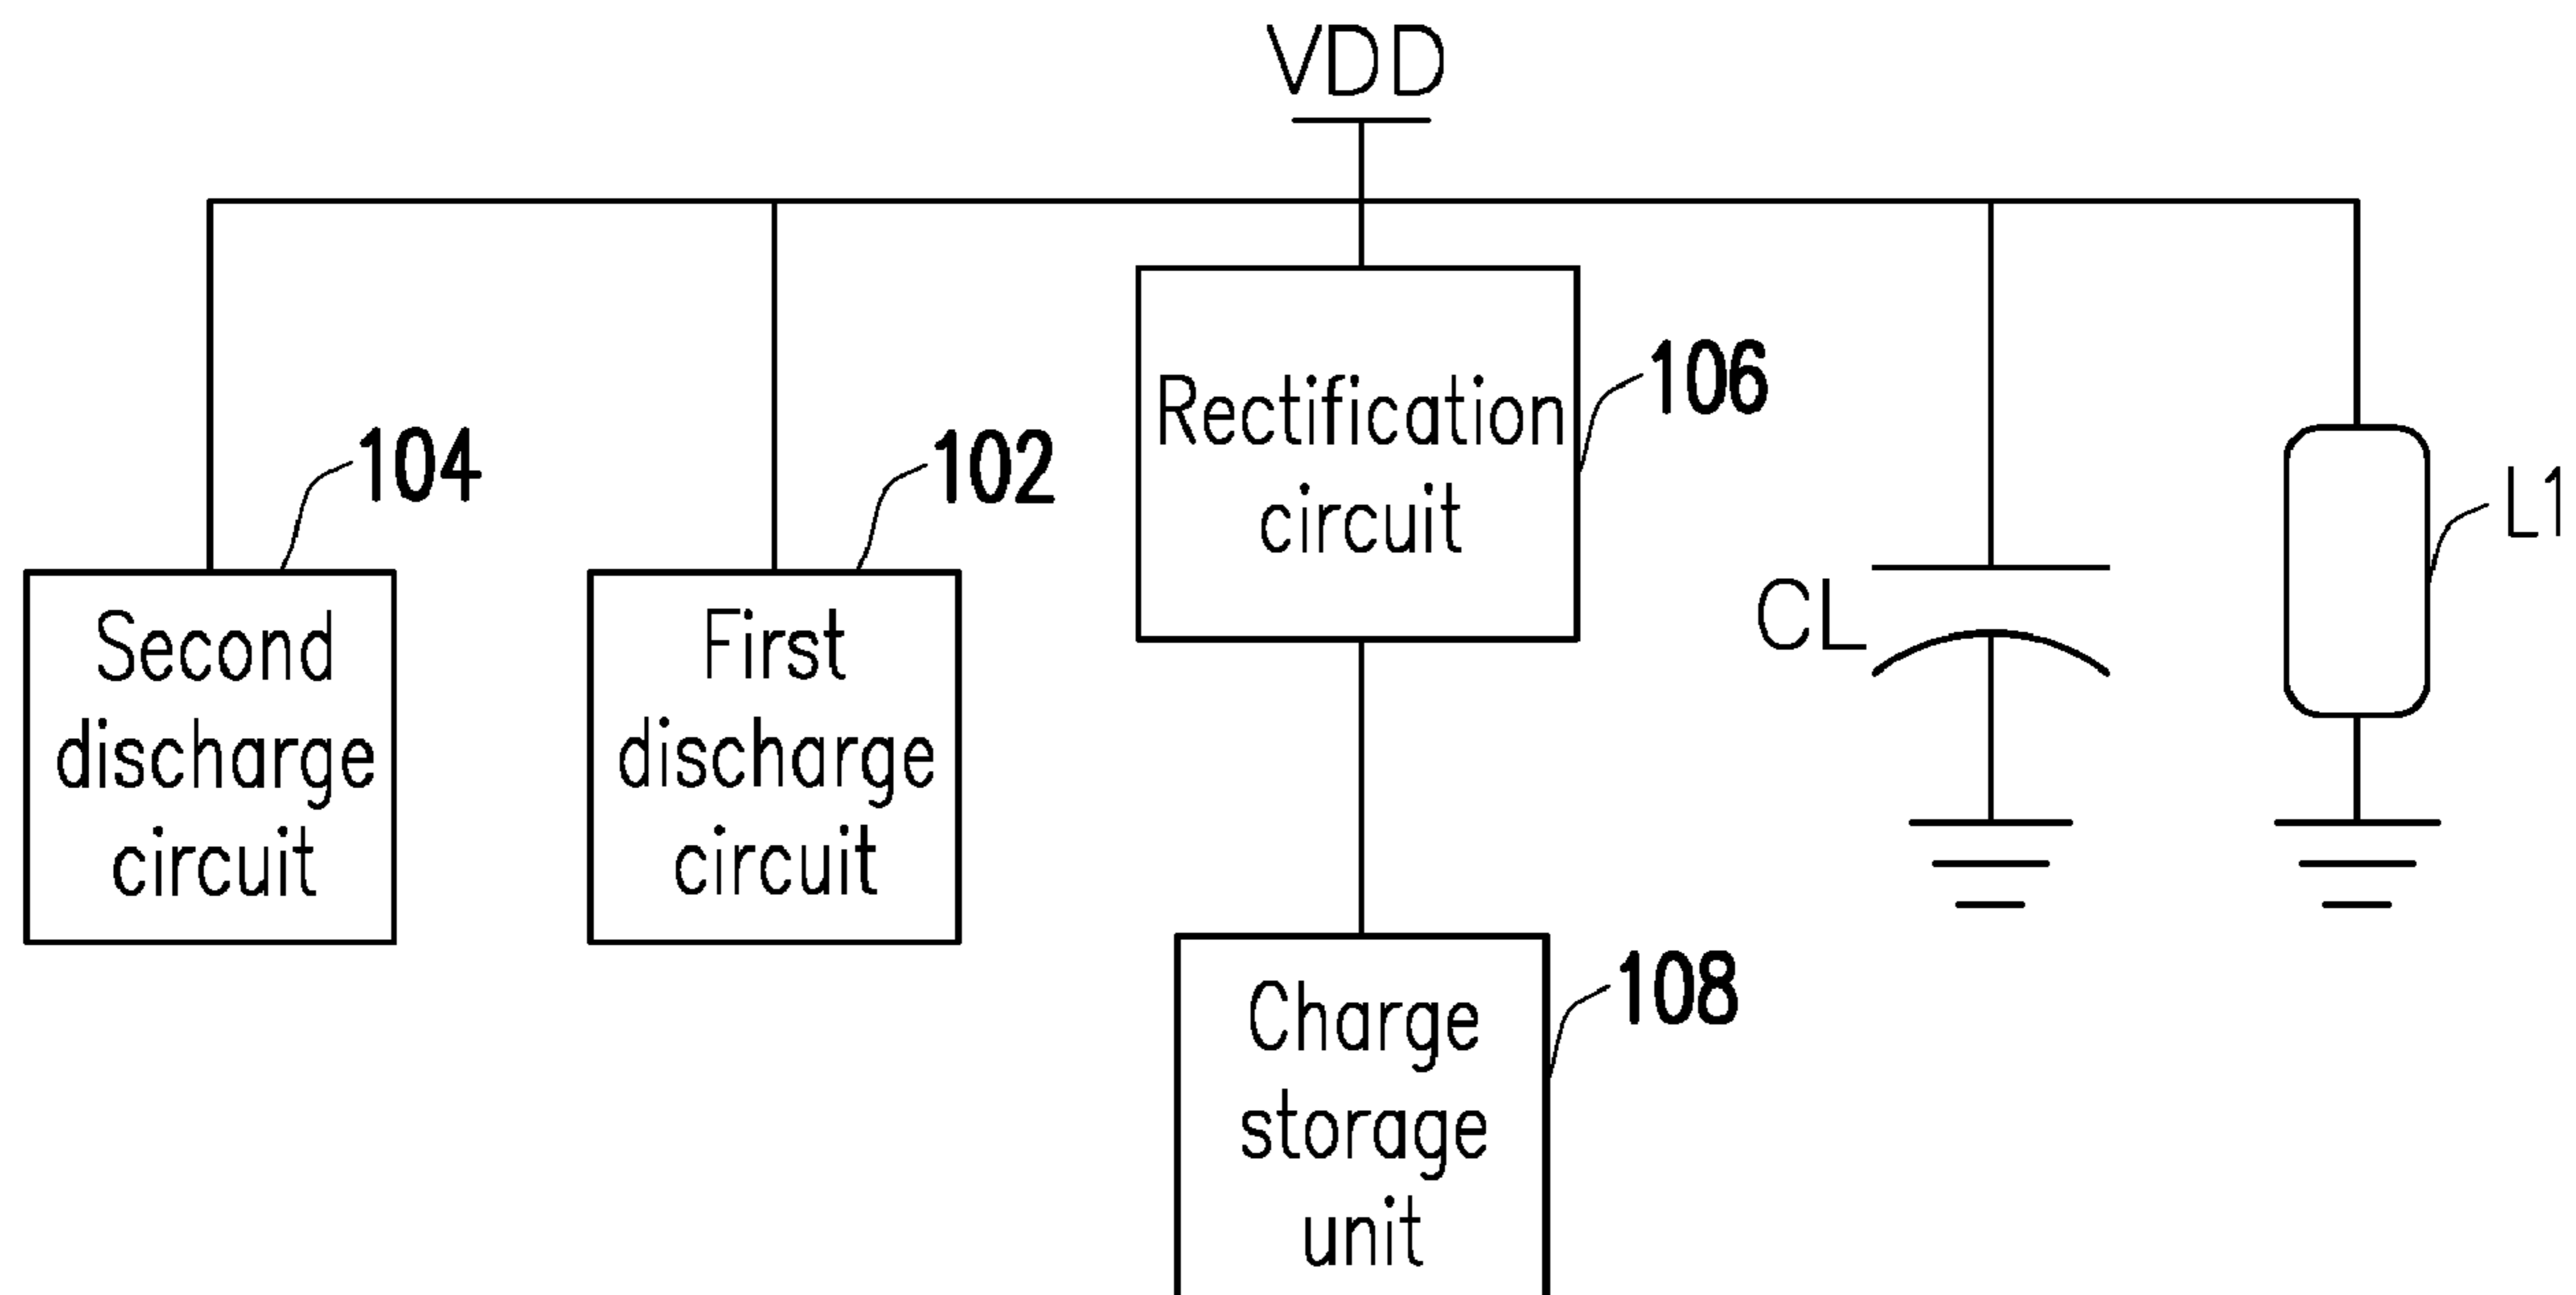 VDD
104
Second
discharge
circuit
102
First
discharge
circuit
106
Rectification
circuit
CL
L1
108
Charge
storage
unit